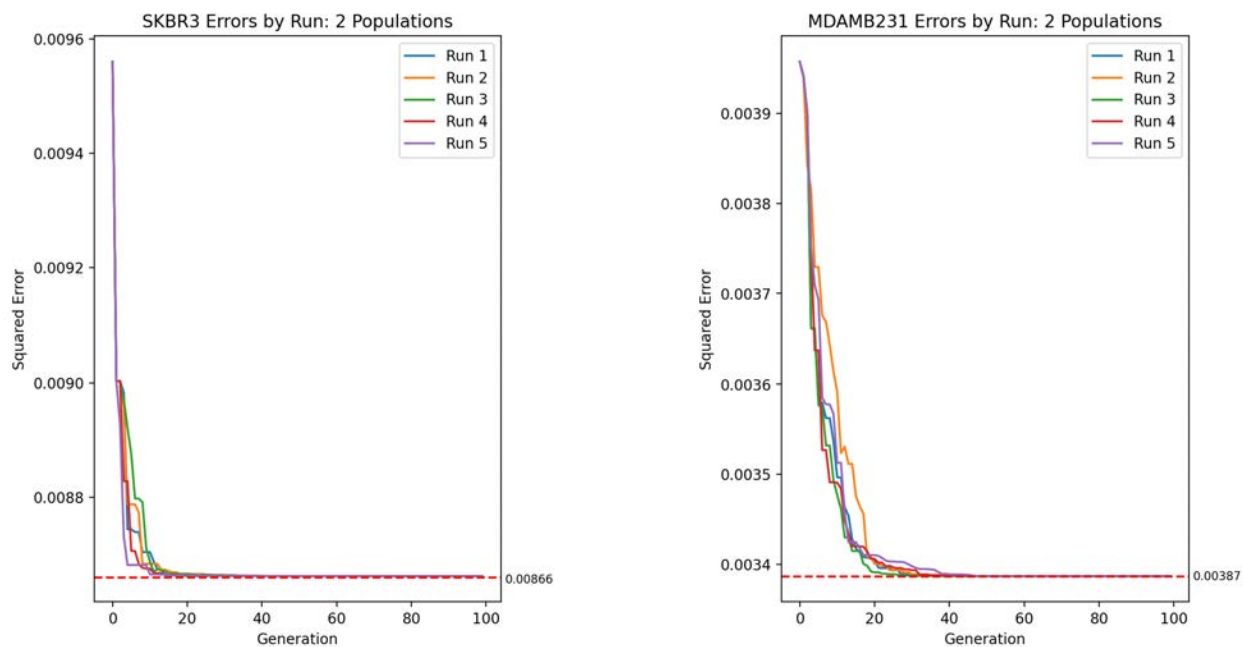 SKBR3 Errors by Run: 2 Populations
0.0096
0.0094
0.0092
0.0090
0.0088
Squared Error
Run 1
Run 2
Run 3
Run 4
Run 5
0.00866
0
20
40
60
80
100
Generation
MDAMB231 Errors by Run: 2 Populations
0.0039
0.0038
0.0037
0.0036
0.0035
0.0034
Squared Error
Run 1
Run 2
Run 3
Run 4
Run 5
0.00387
0
20
40
60
80
100
Generation